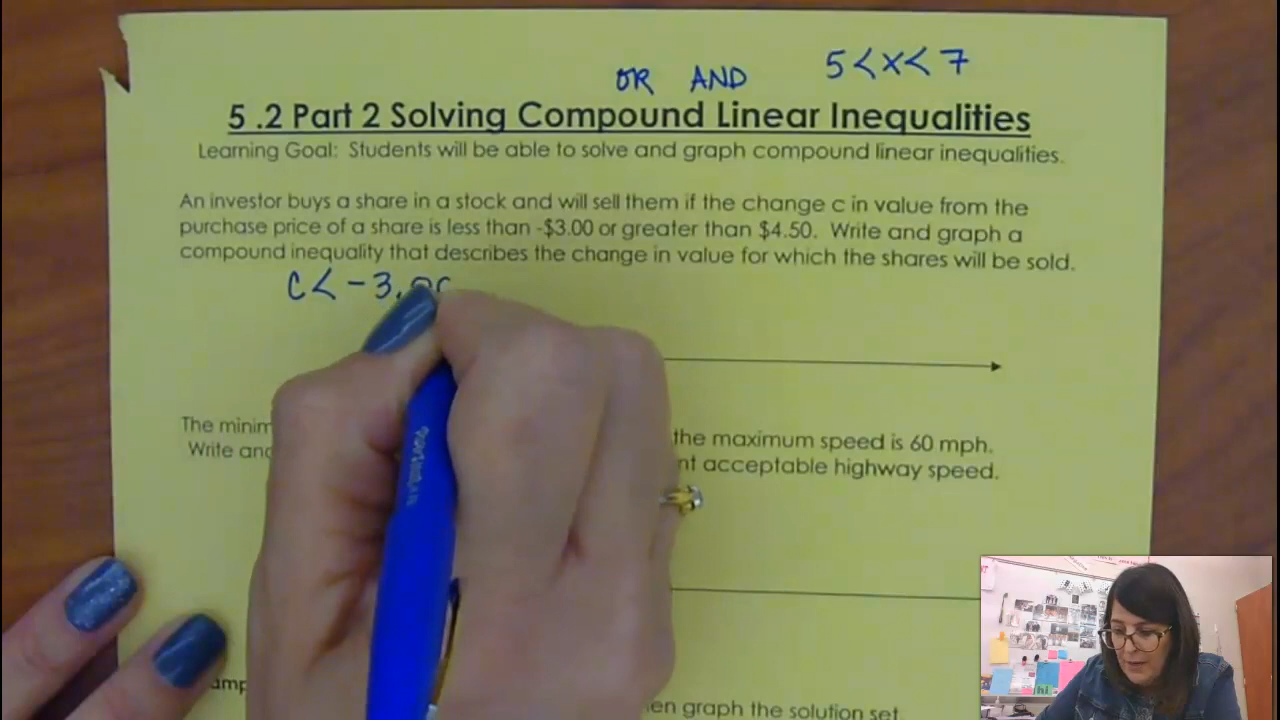 OR AND 5 < x < 7
5 .2 Part 2 Solving Compound Linear Inequalities
Learning Goal: Students will be able to solve and graph compound linear inequalities.
An investor buys a share in a stock and will sell them if the change c in value from the
purchase price of a share is less than -$3.00 or greater than $4.50. Write and graph a
compound inequality that describes the change in value for which the shares will be sold.
c < -3.
The the maximum speed is 60 mph.
Write acceptable highway speed.
graph the solution set.